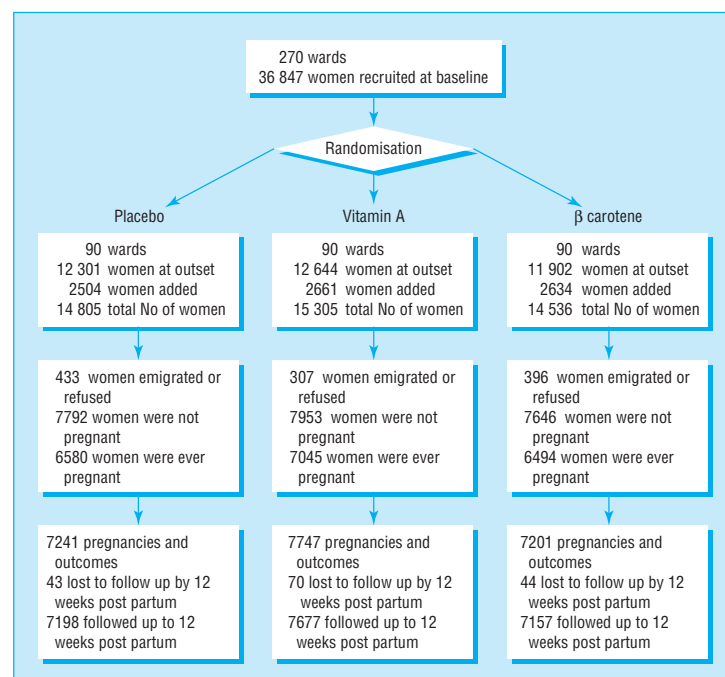 270 wards
36 847 women recruited at baseline
Randomisation
Placebo
90 wards
12 301 women at outset
2504 women added
14 805 total No of women
433 women emigrated or
refused
7792 women were not
pregnant
6580 women were ever
pregnant
7241 pregnancies and
outcomes
43 lost to follow up by 12
weeks post partum
7198 followed up to 12
weeks post partum
Vitamin A
90 wards
12 644 women at outset
2661 women added
15 305 total No of women
307 women emigrated or
refused
7953 women were not
pregnant
7045 women were ever
pregnant
7747 pregnancies and
outcomes
70 lost to follow up by 12
weeks post partum
7677 followed up to 12
weeks post partum
β carotene
90 wards
11 902 women at outset
2634 women added
14 536 total No of women
396 women emigrated or
refused
7646 women were not
pregnant
6494 women were ever
pregnant
7201 pregnancies and
outcomes
44 lost to follow up by 12
weeks post partum
7157 followed up to 12
weeks post partum